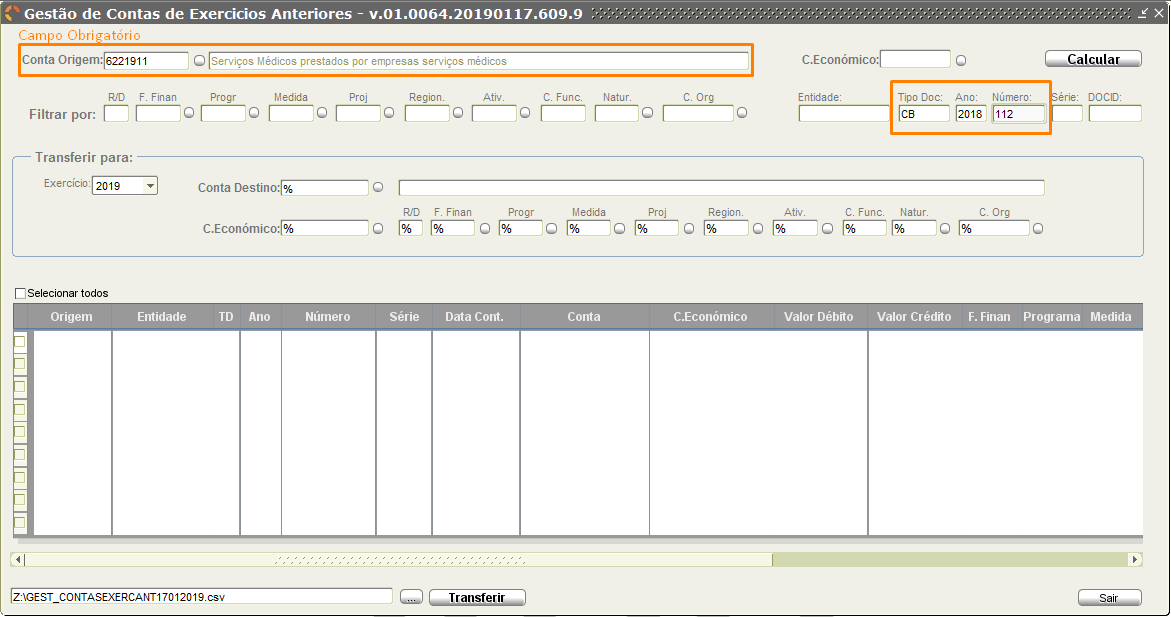 Gestão de Contas de Exercicios Anteriores - v.01.0064.20190117.609.9
Campo Obrigatório
Conta Origem: 6221911 Serviços Médicos prestados por empresas serviços médicos C.Económico: Calcular
R/D F. Finan Progr Medida Proj Region. Ativ. C. Func. Natur. C. Org Entidade: Tipo Doc: Ano: Número: Série: DOCID:
Filtrar por: CB 2018 112
Transferir para:
Exercício: 2019 Conta Destino: %
R/D F. Finan Progr Medida Proj Region. Ativ. C. Func. Natur. C. Org
C.Económico: % % % % % % % % % % %
Selecionar todos
Origem Entidade TD Ano Número Série Data Cont. Conta C.Económico Valor Débito Valor Crédito F. Finan Programa Medida
Z:\GEST_CONTASEXERCANT17012019.csv ... Transferir Sair